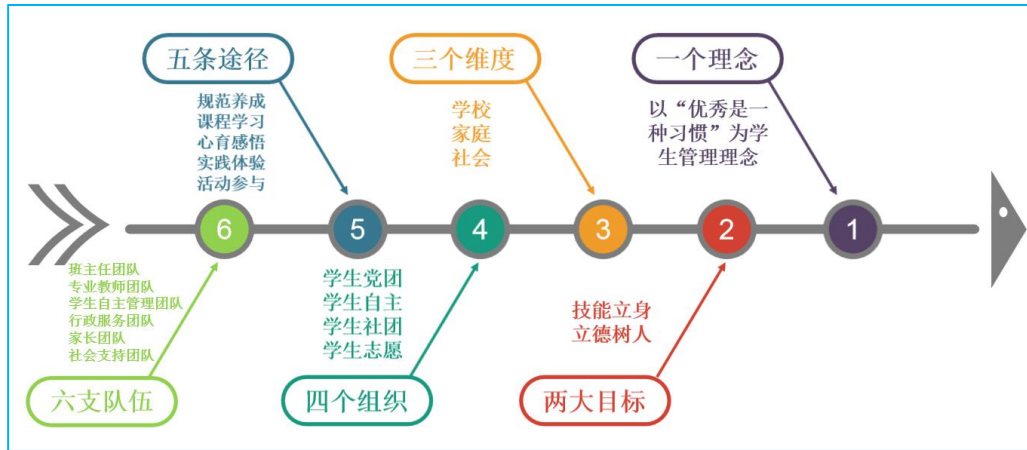 五条途径
规范养成
课程学习
心育感悟
实践体验
活动参与
三个维度
学校
家庭
社会
一个理念
以“优秀是一
种习惯”为学
生管理理念
6
5
4
3
2
1
班主任团队
专业教师团队
学生自主管理团队
行政服务团队
家长团队
社会支持团队
六支队伍
学生党团
学生自主
学生社团
学生志愿
四个组织
技能立身
立德树人
两大目标